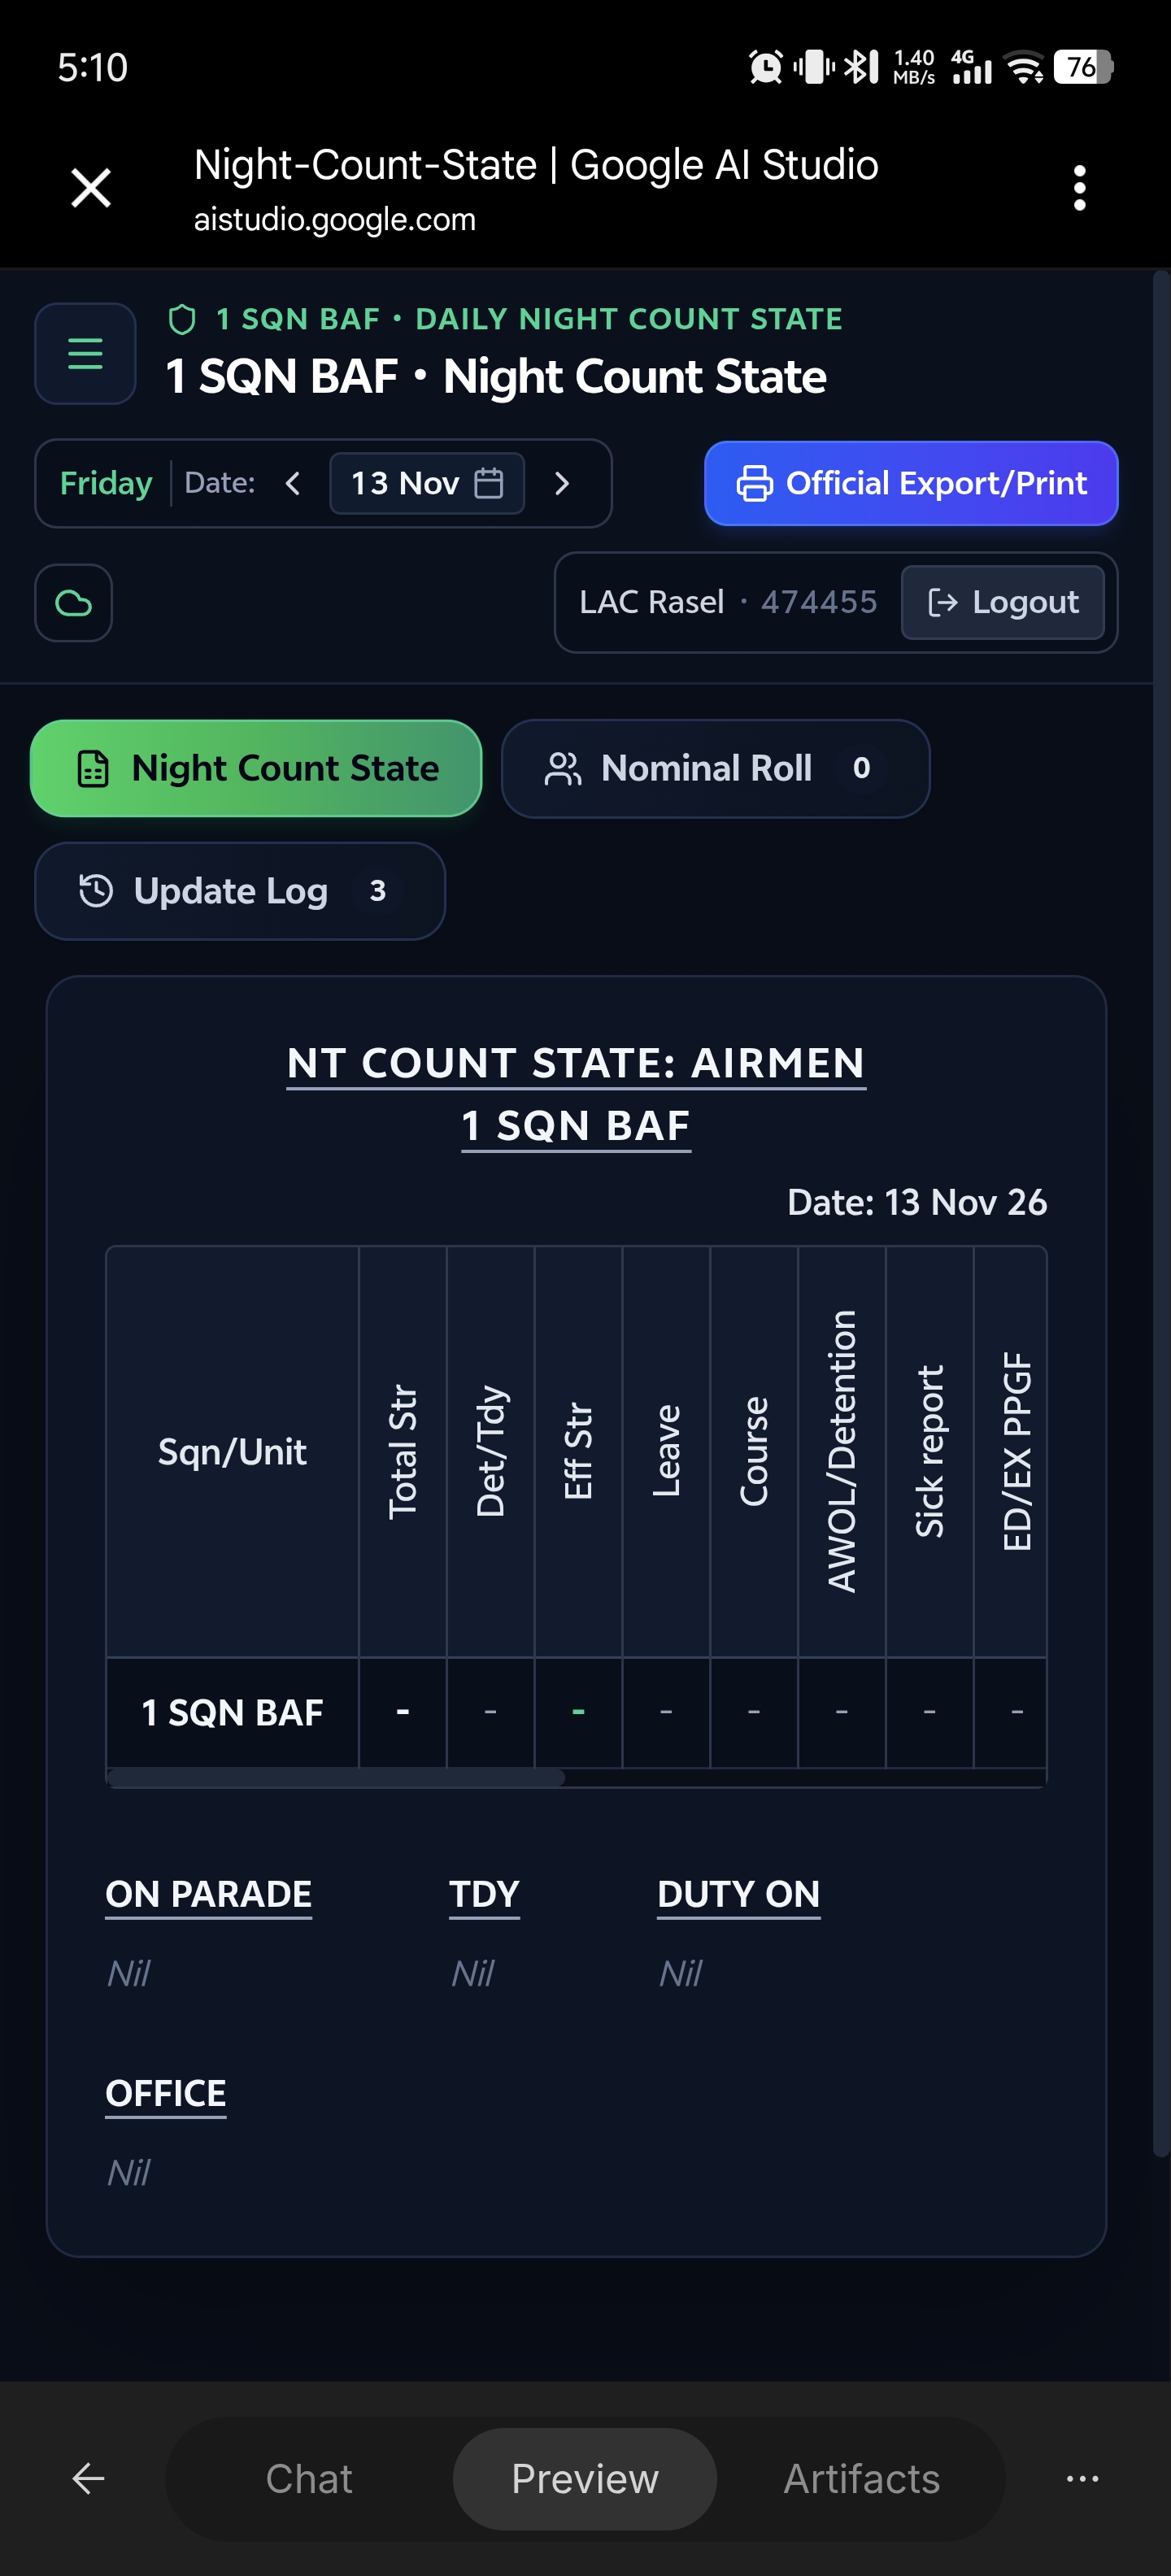 5:10
1.40 MB/s 4G 76
Night-Count-State | Google AI Studio
aistudio.google.com
1 SQN BAF • DAILY NIGHT COUNT STATE
1 SQN BAF • Night Count State
Friday Date: 13 Nov
Official Export/Print
LAC Rasel · 474455 Logout
Night Count State
Nominal Roll 0
Update Log 3
NT COUNT STATE: AIRMEN
1 SQN BAF
Date: 13 Nov 26
Sqn/Unit Total Str Det/Tdy Eff Str Leave Course AWOL/Detention Sick report ED/EX PPGF
1 SQN BAF - - - - - - - -
ON PARADE TDY DUTY ON
Nil Nil Nil
OFFICE
Nil
Chat Preview Artifacts